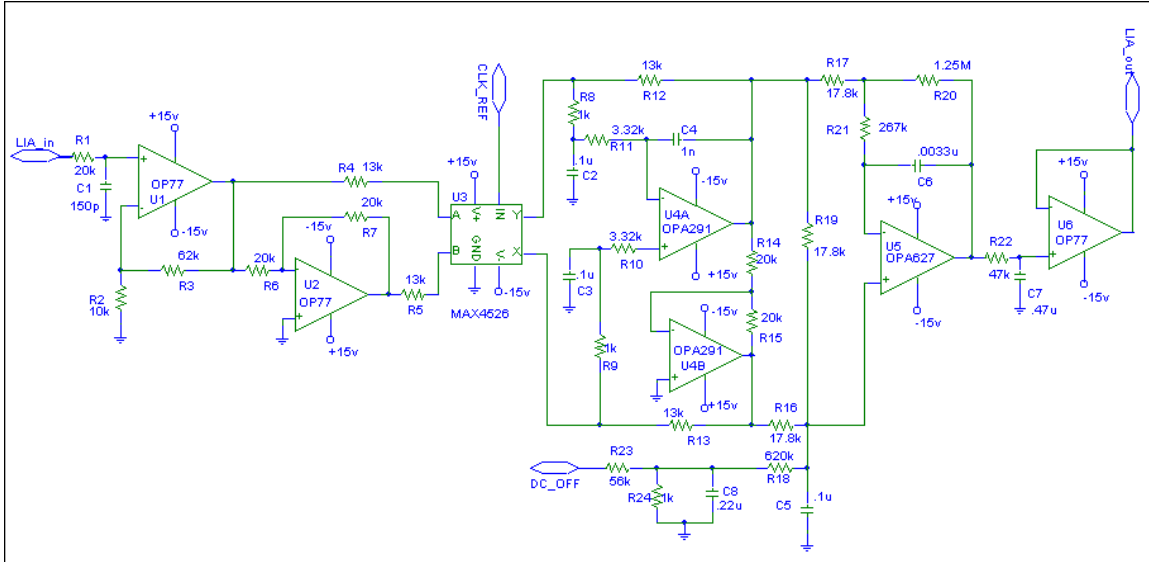 LIA_in
R1
20k
C1
150p
+15v
+
-
OP77
U1
-15v
62k
R3
R2
10k
R4
13k
20k
R7
20k
R6
-15v
U2
OP77
-
+
+15v
13k
R5
CLK_REF
+15v
U3
A
V+
IN
Y
B
GND
V-
X
-15v
MAX4526
13k
R12
R8
1k
3.32k
R11
C4
1n
.1u
C2
-15v
-
U4A
OPA291
+
+15v
3.32k
R10
.1u
C3
R14
20k
20k
R15
-15v
-
OPA291
U4B
+
+15v
1k
R9
13k
R13
R16
17.8k
R17
17.8k
1.25M
R20
R21
267k
.0033u
C6
R19
17.8k
+15v
-
U5
OPA627
+
-15v
R22
47k
C7
.47u
LIA_out
+15v
-
U6
OP77
+
-15v
DC_OFF
R23
56k
R24
1k
C8
.22u
620k
R18
C5
.1u